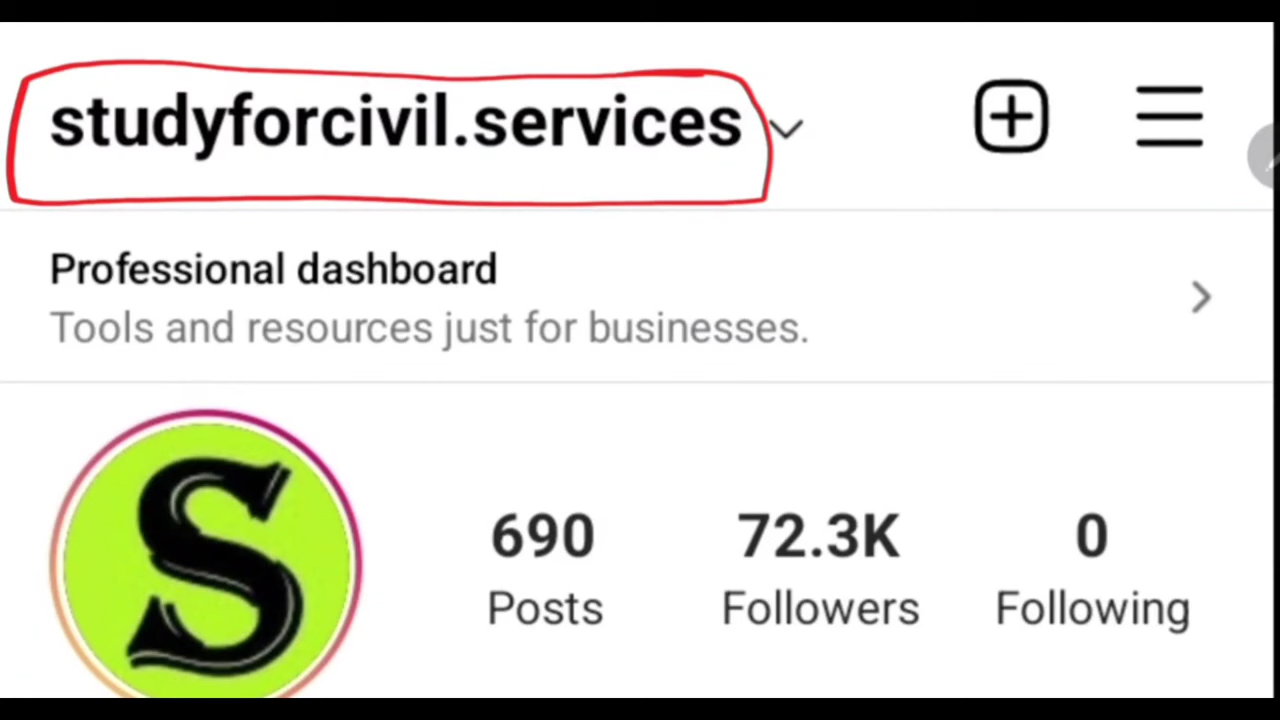 studyforcivil.services
Professional dashboard
Tools and resources just for businesses.
S
690 72.3K 0
Posts Followers Following